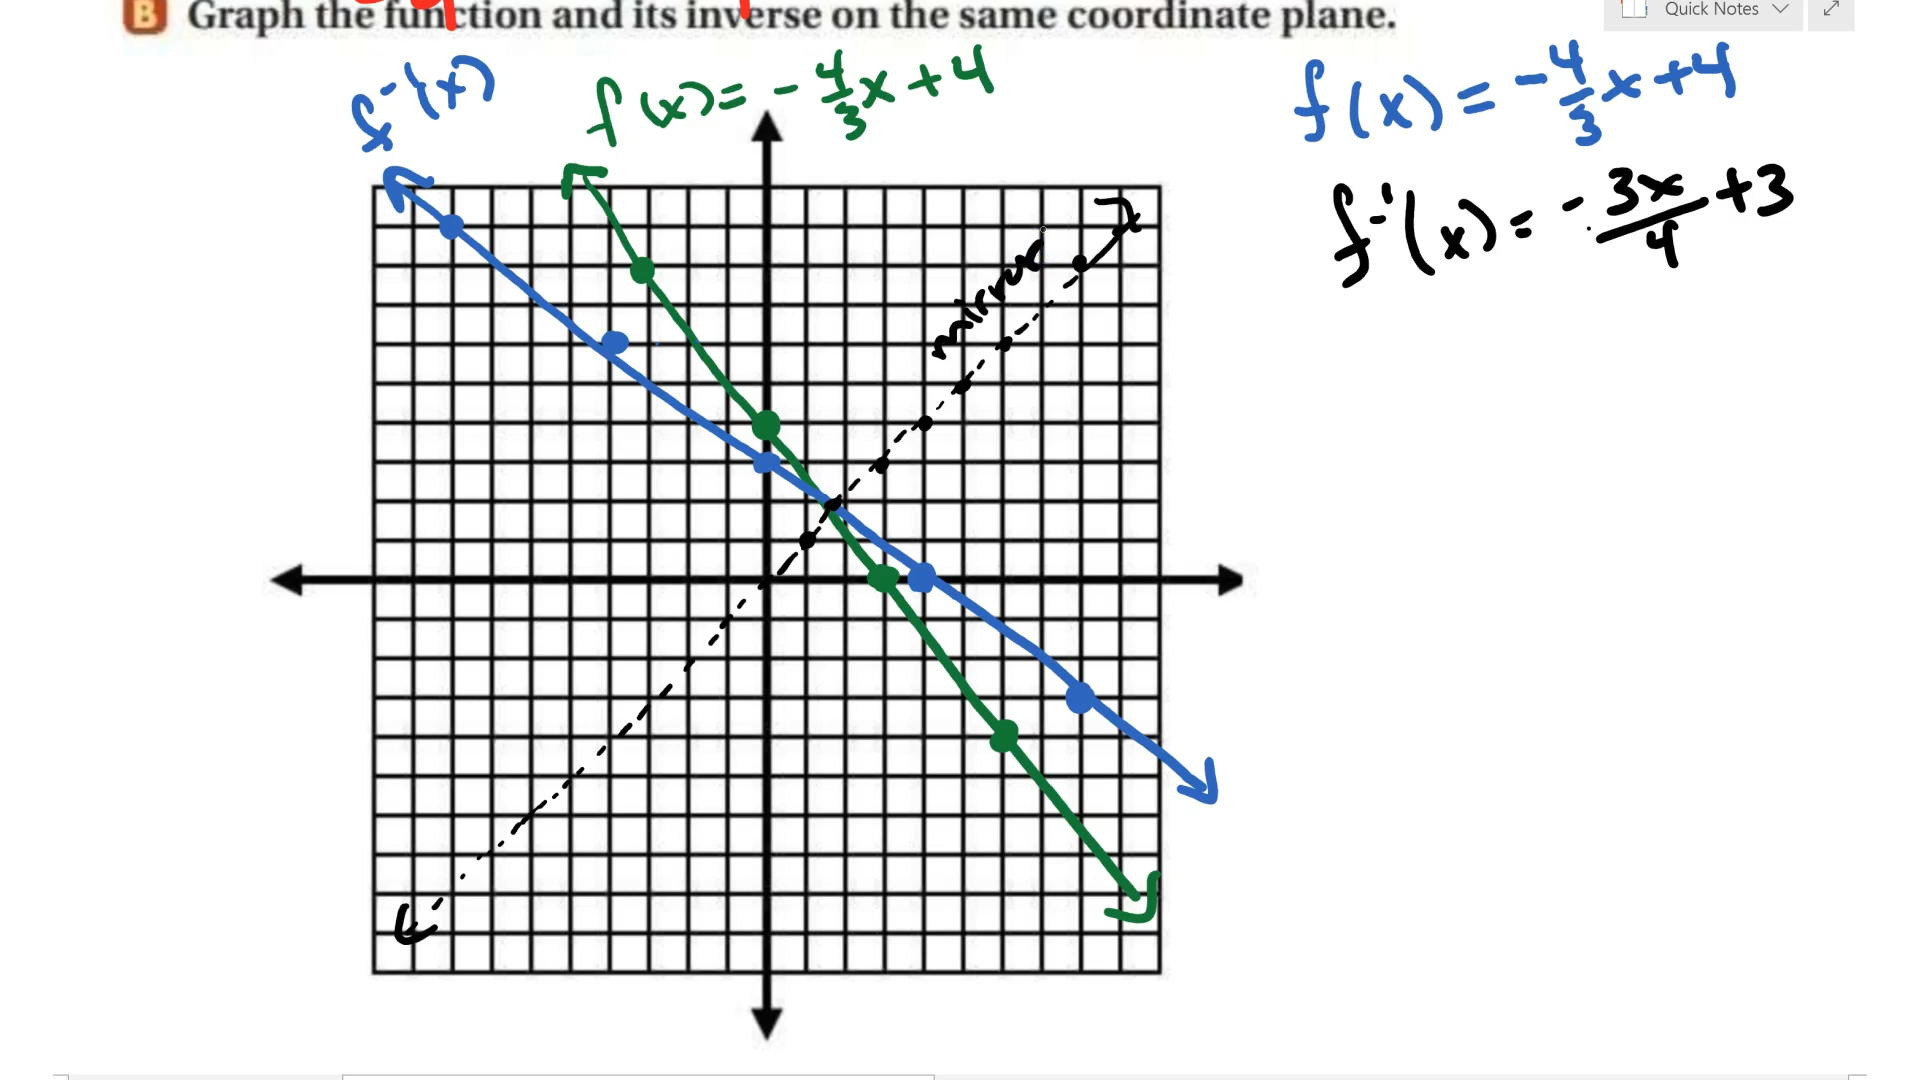 B Graph the function and its inverse on the same coordinate plane.
Quick Notes
f⁻¹(x)
f(x) = -4/3x + 4
f(x) = -4/3x + 4
f⁻¹(x) = -3x/4 + 3
mirror